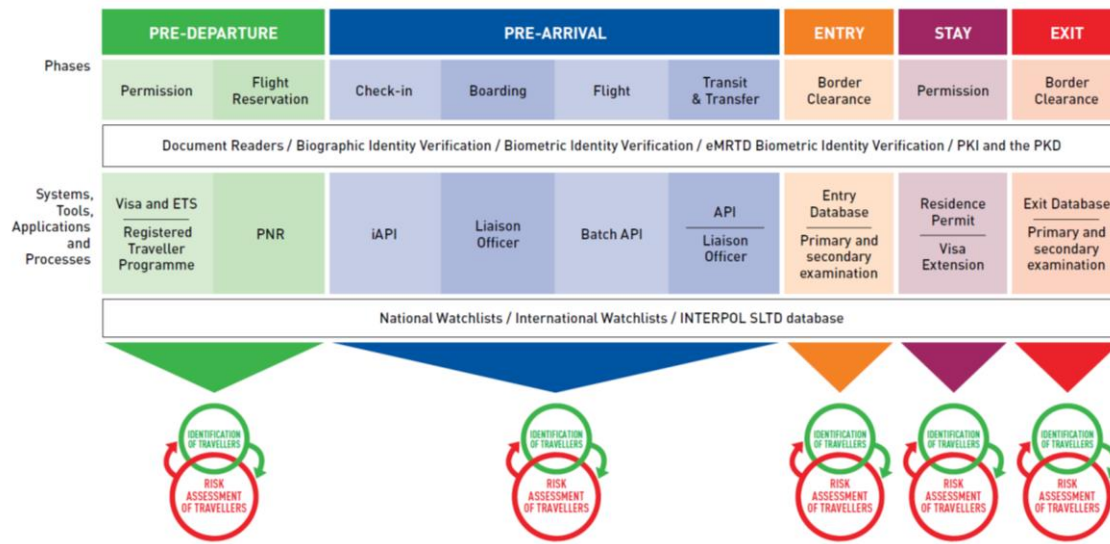 PRE-DEPARTURE
PRE-ARRIVAL
ENTRY
STAY
EXIT
Phases
Permission
Flight
Reservation
Check-in
Boarding
Flight
Transit
& Transfer
Border
Clearance
Permission
Border
Clearance
Document Readers / Biographic Identity Verification / Biometric Identity Verification / eMRTD Biometric Identity Verification / PKI and the PKD
Systems,
Tools,
Applications
and
Processes
Visa and ETS
Registered
Traveller
Programme
PNR
iAPI
Liaison
Officer
Batch API
API
Liaison
Officer
Entry
Database
Primary and
secondary
examination
Residence
Permit
Visa
Extension
Exit Database
Primary and
secondary
examination
National Watchlists / International Watchlists / INTERPOL SLTD database
IDENTIFICATION
OF TRAVELLERS
RISK
ASSESSMENT
OF TRAVELLERS
IDENTIFICATION
OF TRAVELLERS
RISK
ASSESSMENT
OF TRAVELLERS
IDENTIFICATION
OF TRAVELLERS
RISK
ASSESSMENT
OF TRAVELLERS
IDENTIFICATION
OF TRAVELLERS
RISK
ASSESSMENT
OF TRAVELLERS
IDENTIFICATION
OF TRAVELLERS
RISK
ASSESSMENT
OF TRAVELLERS